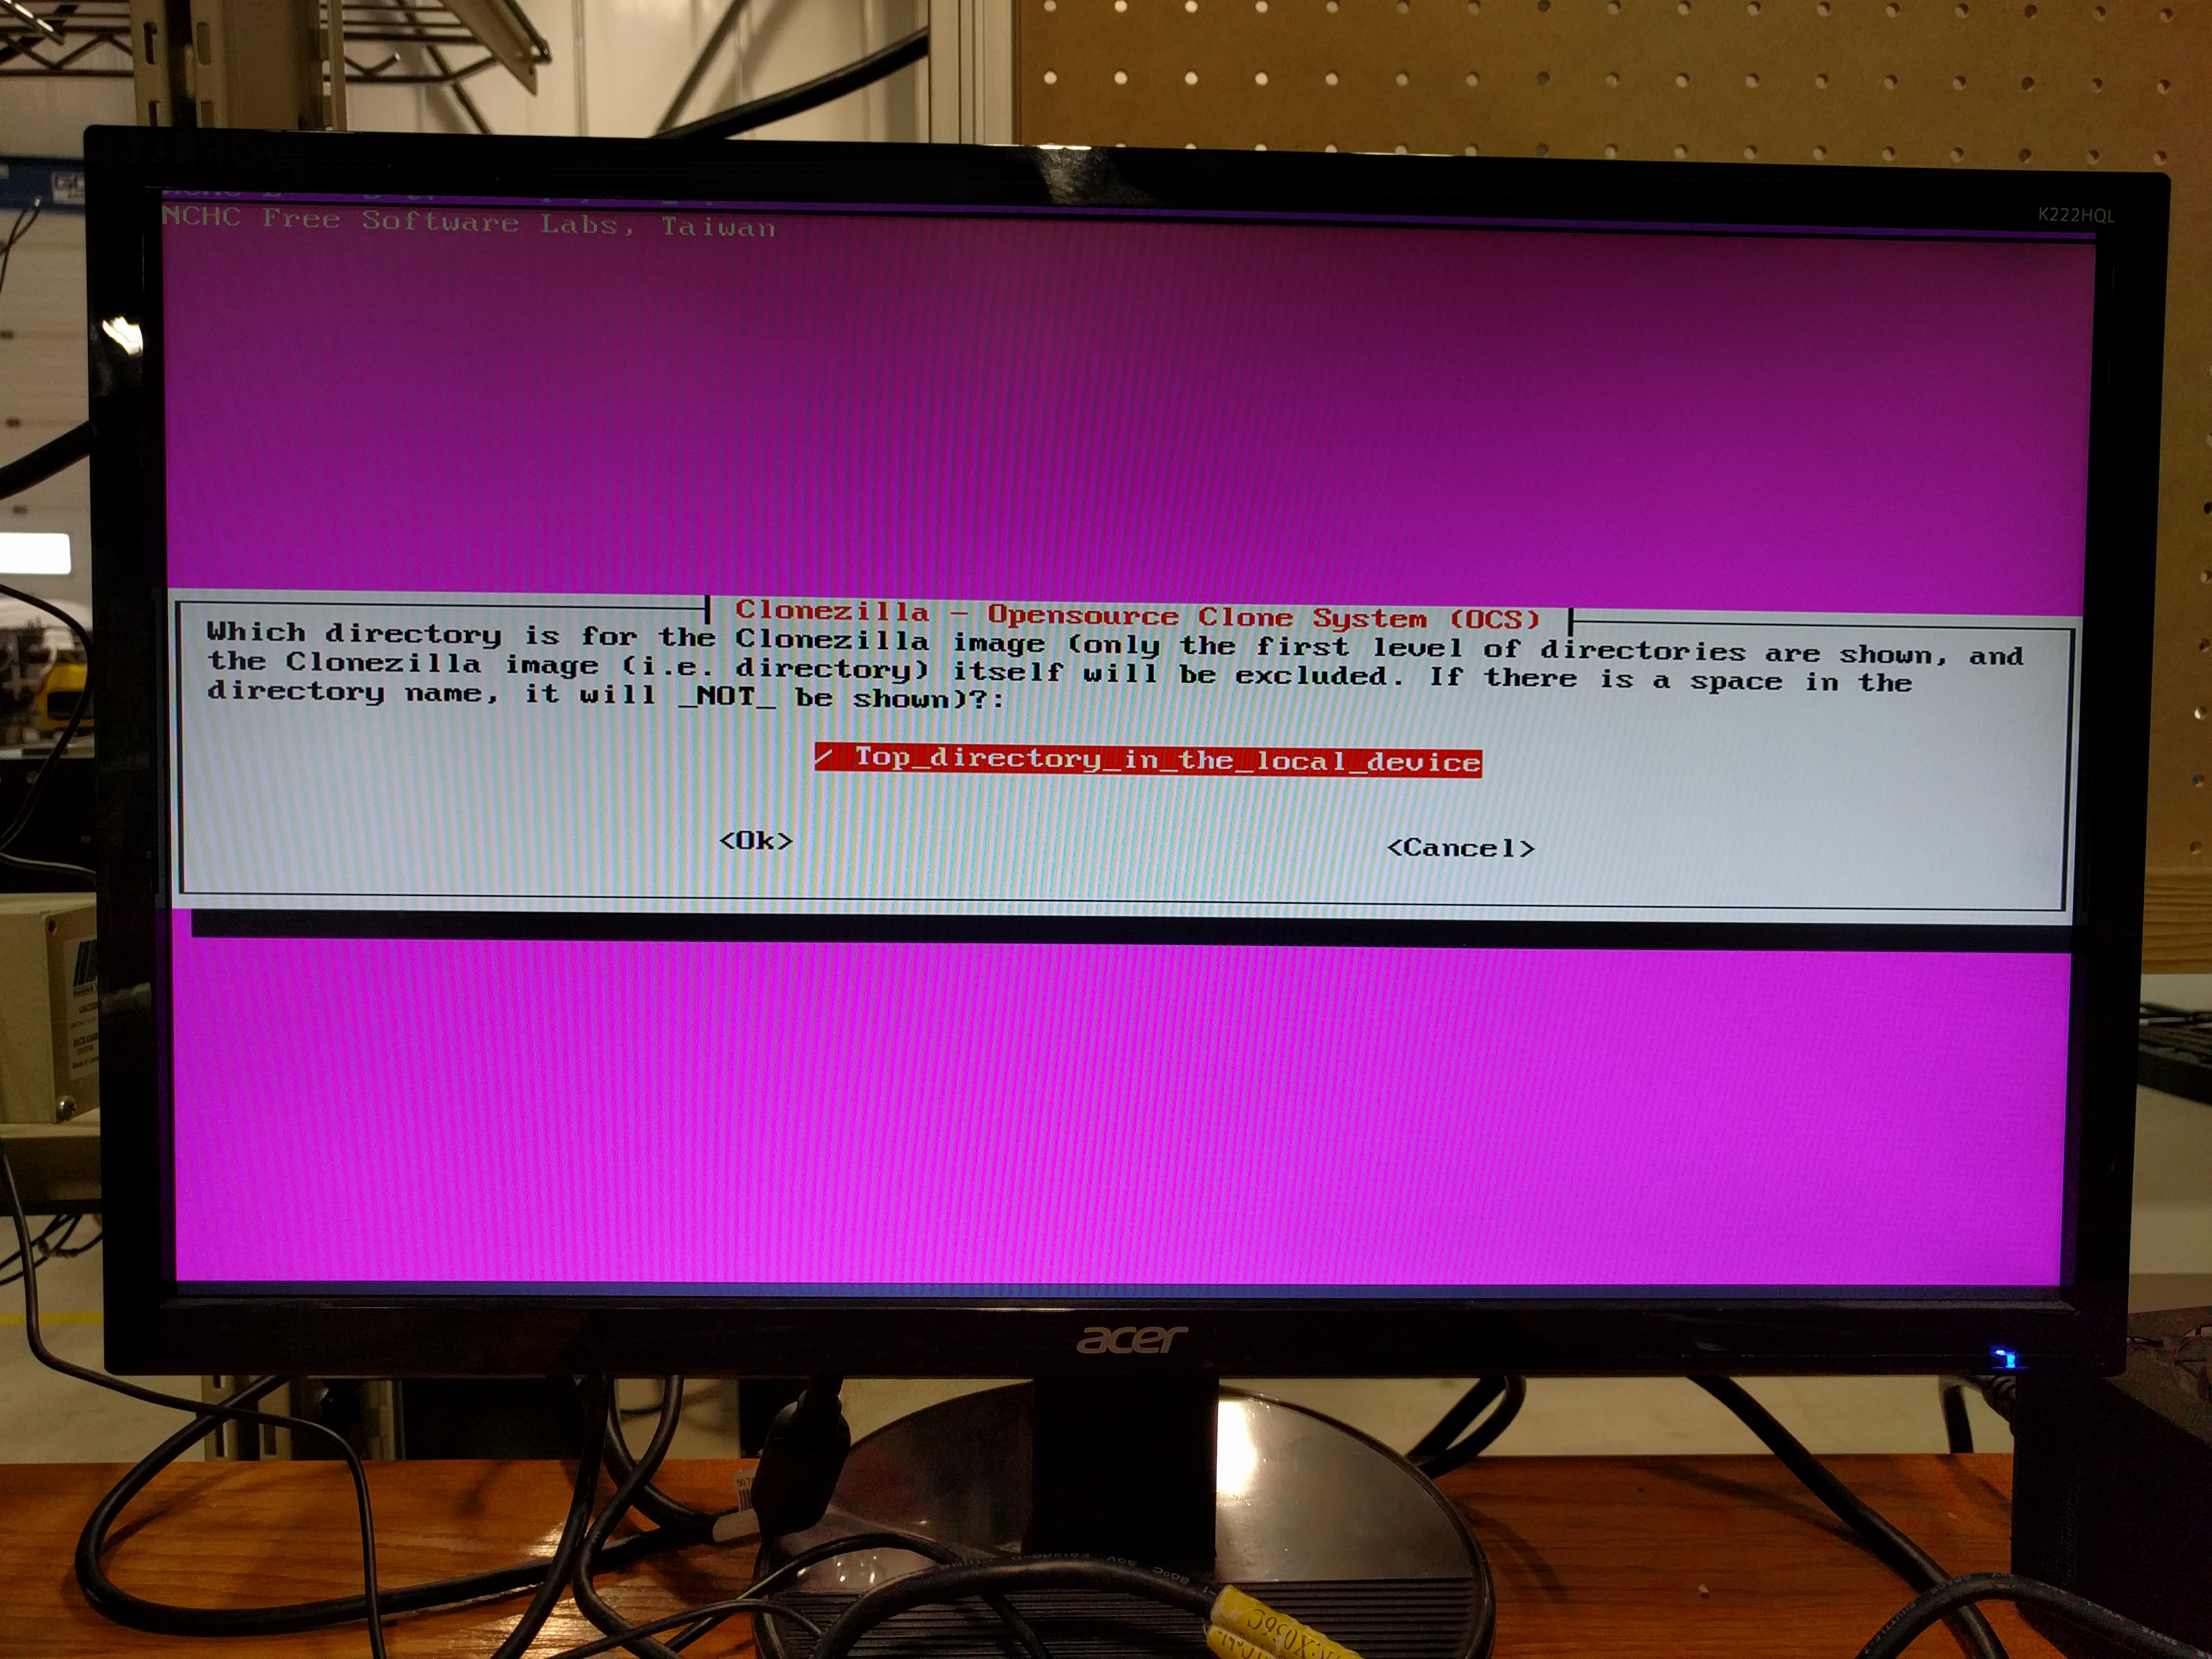 K222HQL
NCHC Free Software Labs, Taiwan
Clonezilla - Opensource Clone System (OCS)
Which directory is for the Clonezilla image (only the first level of directories are shown, and
the Clonezilla image (i.e. directory) itself will be excluded. If there is a space in the
directory name, it will _NOT_ be shown)?:
/ Top_directory_in_the_local_device
<Ok> <Cancel>
acer